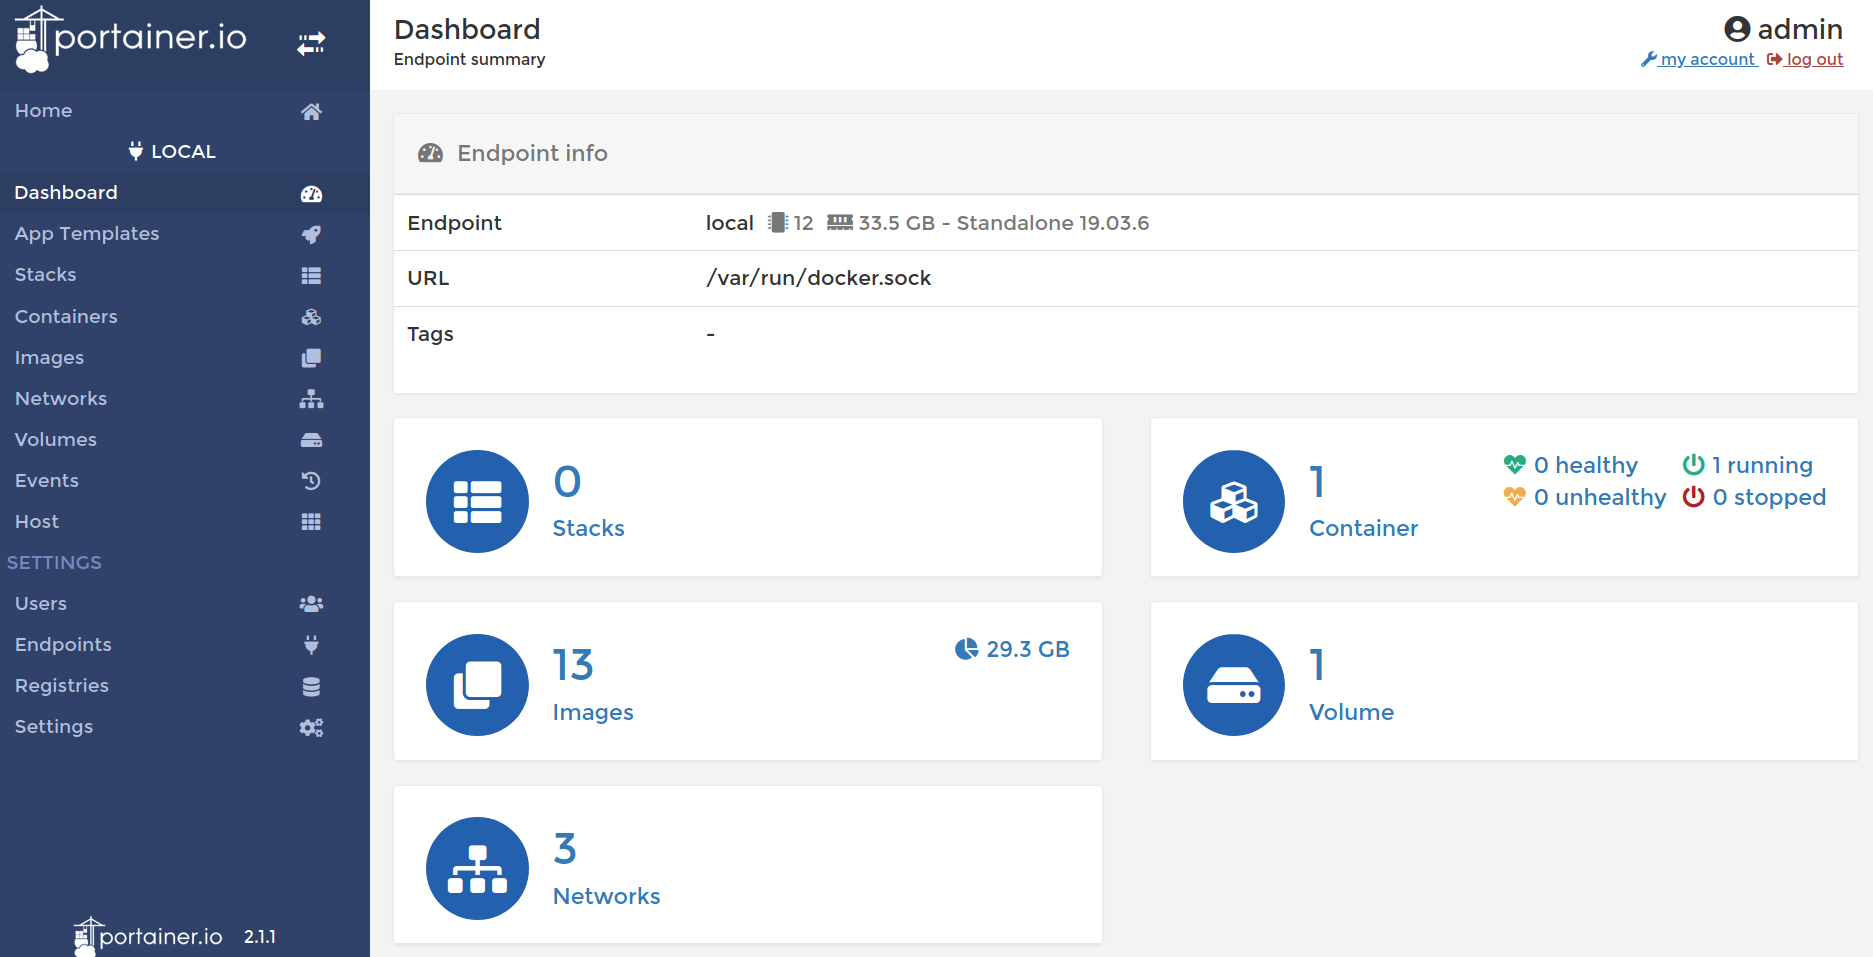 portainer.io
Home
LOCAL
Dashboard
App Templates
Stacks
Containers
Images
Networks
Volumes
Events
Host
SETTINGS
Users
Endpoints
Registries
Settings
portainer.io 2.1.1
Dashboard
Endpoint summary
admin
my account log out
Endpoint info
Endpoint local 12 33.5 GB - Standalone 19.03.6
URL /var/run/docker.sock
Tags -
0
Stacks
1
Container
0 healthy 1 running
0 unhealthy 0 stopped
13
Images
29.3 GB
1
Volume
3
Networks